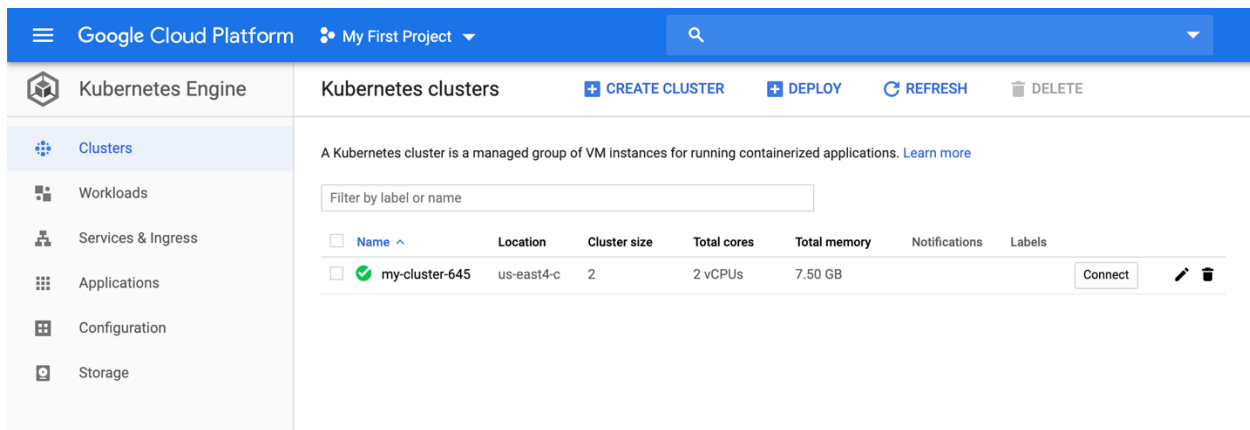 Google Cloud Platform My First Project
Kubernetes Engine
Kubernetes clusters CREATE CLUSTER DEPLOY REFRESH DELETE
Clusters
Workloads
Services & Ingress
Applications
Configuration
Storage
A Kubernetes cluster is a managed group of VM instances for running containerized applications. Learn more
Filter by label or name
Name Location Cluster size Total cores Total memory Notifications Labels
my-cluster-645 us-east4-c 2 2 vCPUs 7.50 GB Connect